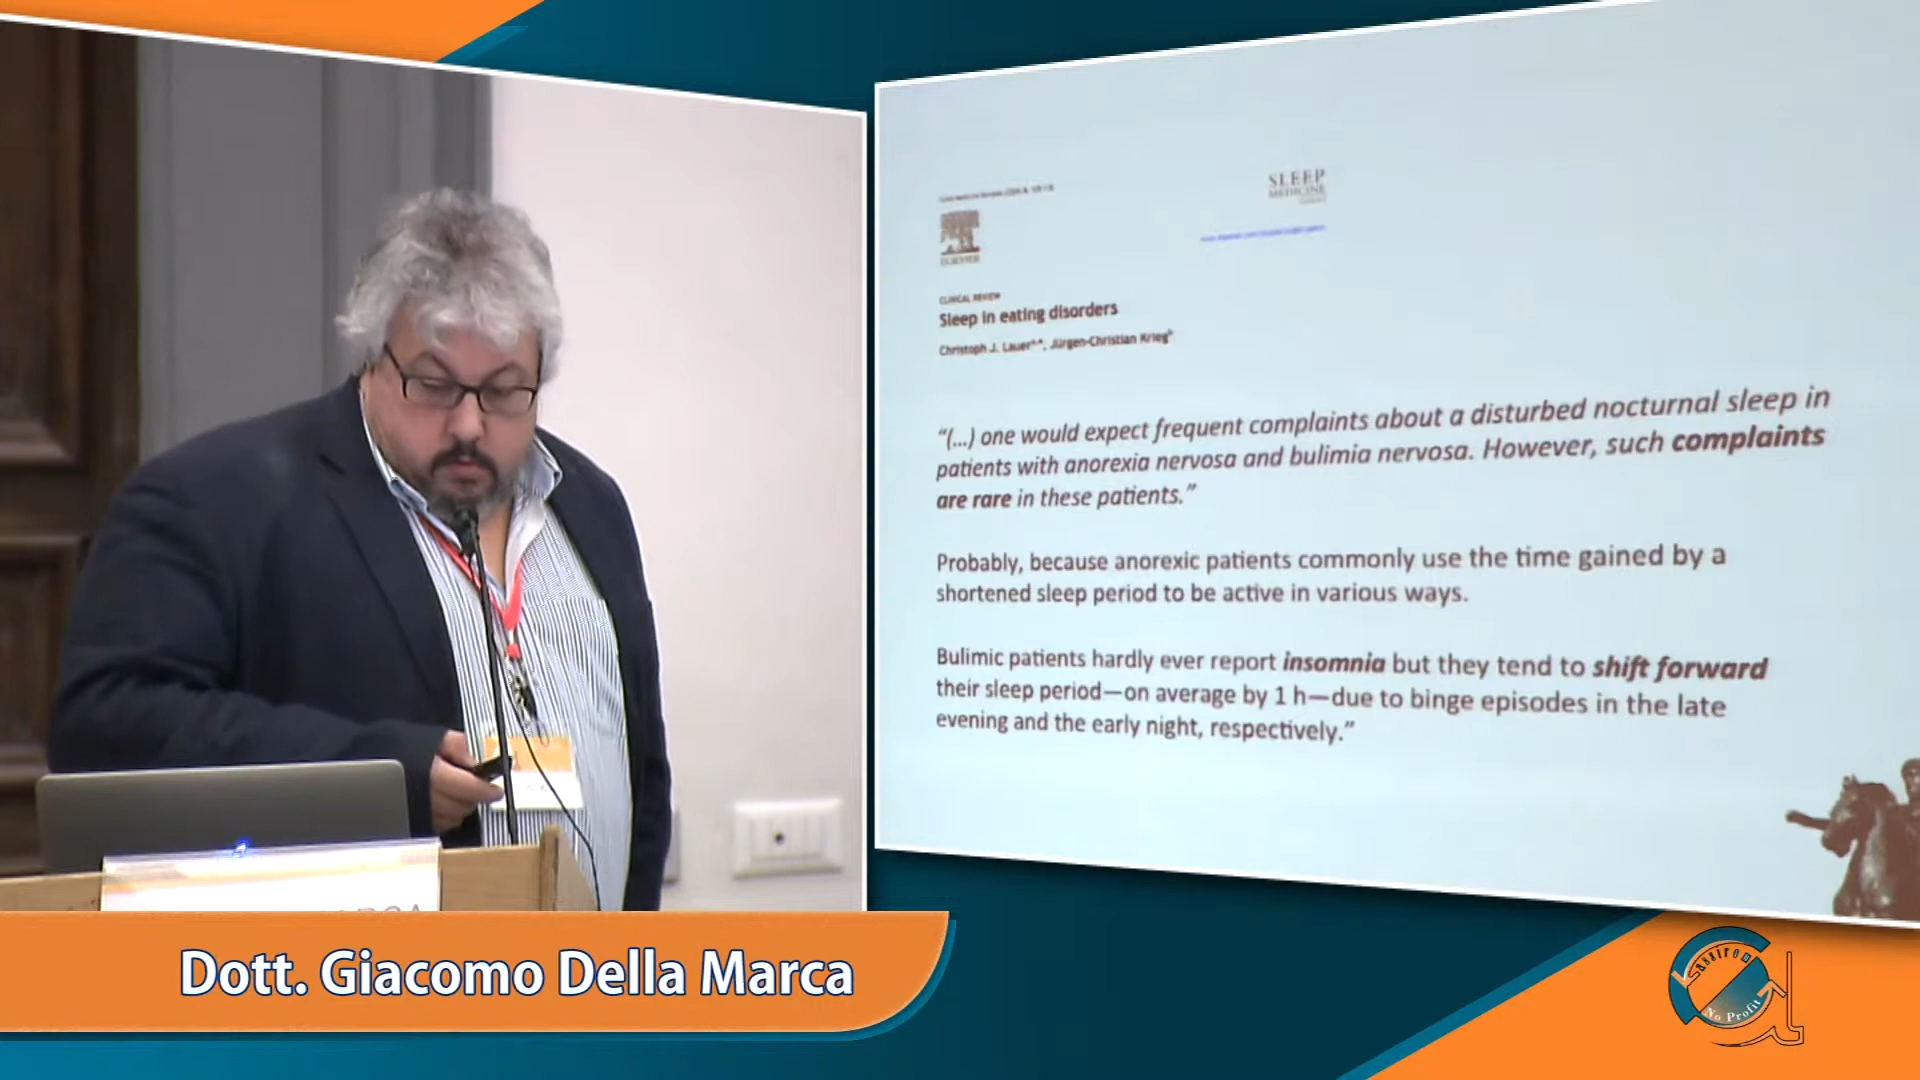 SLEEP
MEDICINE
ELSEVIER
CLINICAL REVIEW
Sleep in eating disorders
Christoph J. Lauer a,*, Jürgen-Christian Krieg b
“(…) one would expect frequent complaints about a disturbed nocturnal sleep in
patients with anorexia nervosa and bulimia nervosa. However, such complaints
are rare in these patients.”
Probably, because anorexic patients commonly use the time gained by a
shortened sleep period to be active in various ways.
Bulimic patients hardly ever report insomnia but they tend to shift forward
their sleep period—on average by 1 h—due to binge episodes in the late
evening and the early night, respectively.”
Dott. Giacomo Della Marca
No Profit